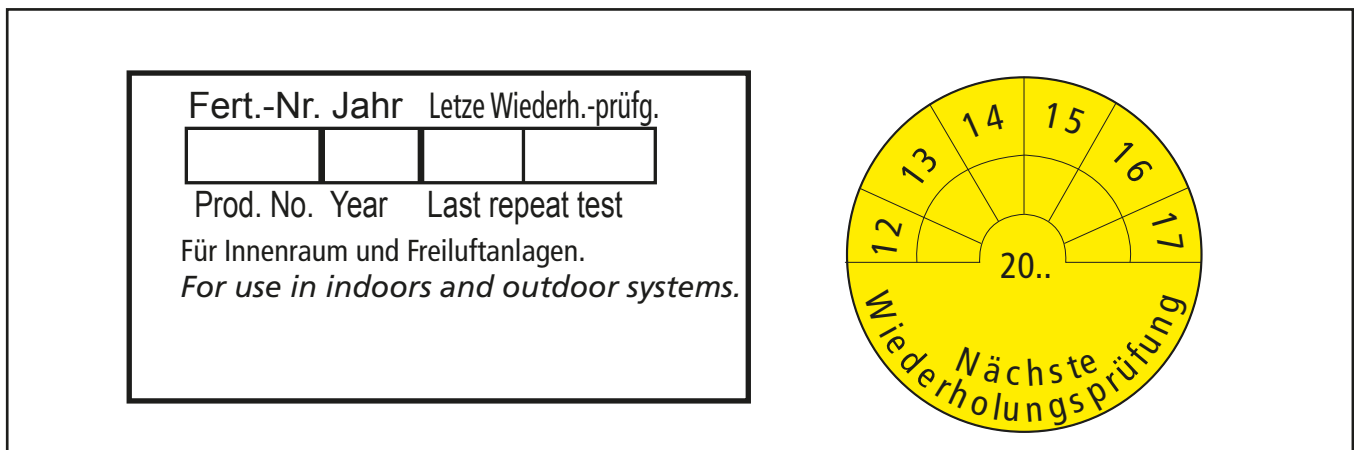 Fert.-Nr. Jahr Letze Wiederh.-prüfg.
Prod. No. Year Last repeat test
Für Innenraum und Freiluftanlagen.
For use in indoors and outdoor systems.
12 13 14 15 16 17
20..
Nächste
Wiederholungsprüfung